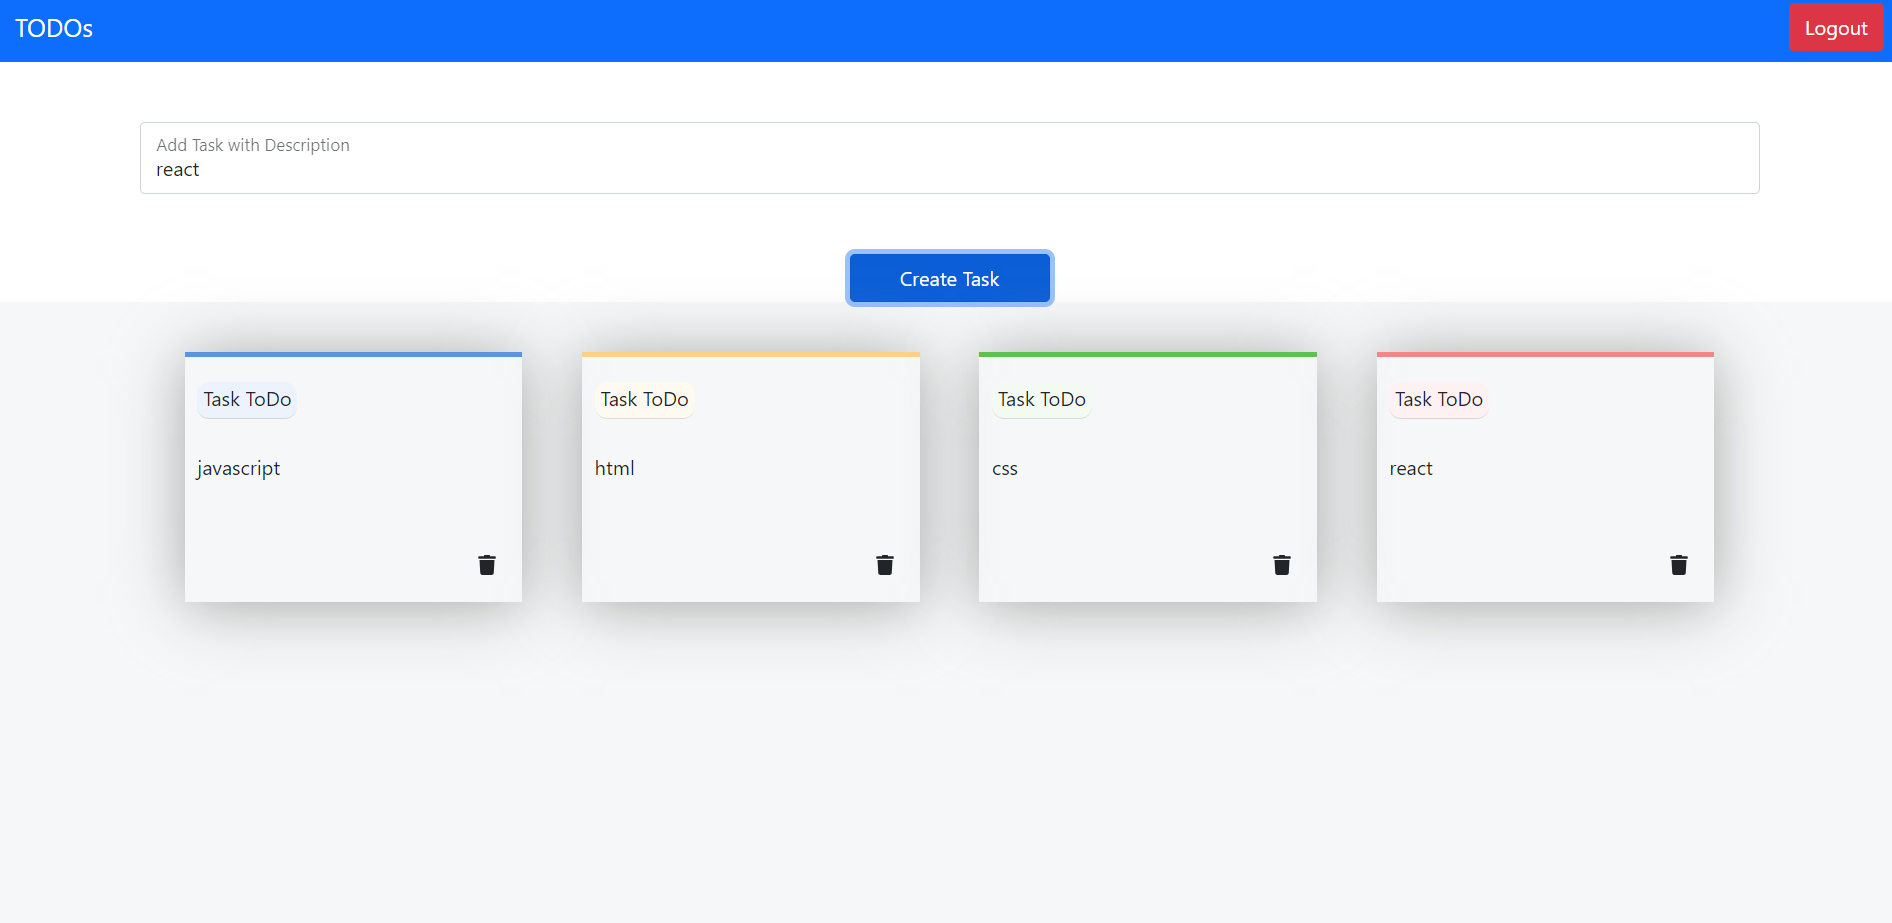 TODOs
Logout
Add Task with Description
react
Create Task
Task ToDo
javascript
Task ToDo
html
Task ToDo
css
Task ToDo
react